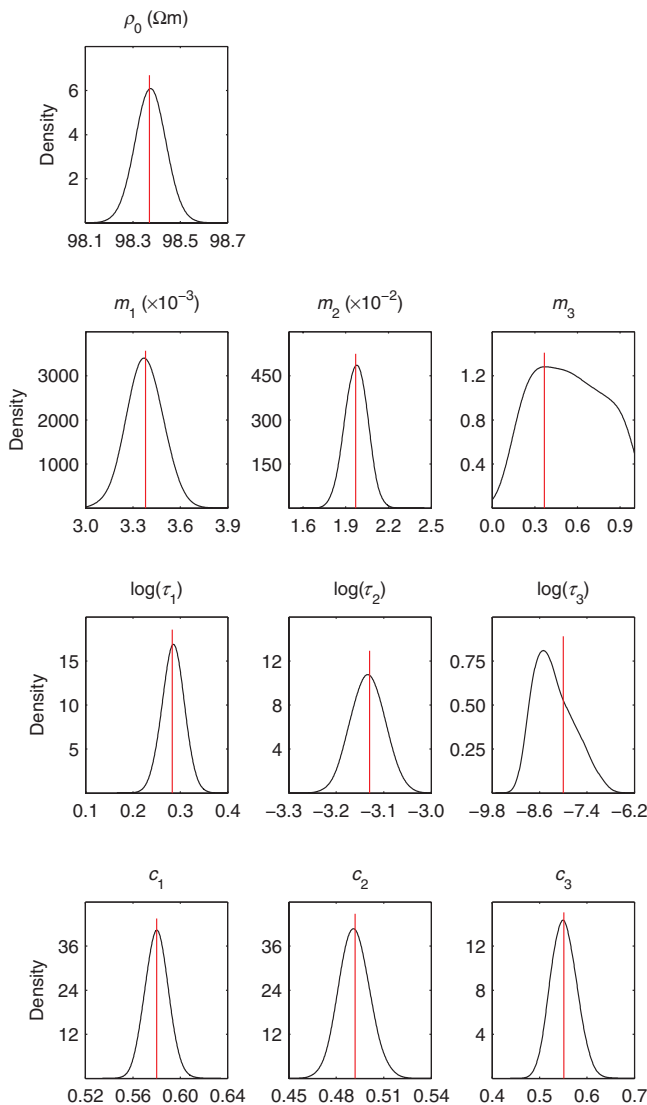 ρ0 (Ωm)
Density
6
4
2
98.1 98.3 98.5 98.7
m1 (×10−3) m2 (×10−2) m3
Density
3000 450 1.2
2000 300 0.8
1000 150 0.4
3.0 3.3 3.6 3.9 1.6 1.9 2.2 2.5 0.0 0.3 0.6 0.9
log(τ1) log(τ2) log(τ3)
Density
15 12 0.75
10 8 0.50
5 4 0.25
0.1 0.2 0.3 0.4 −3.3 −3.2 −3.1 −3.0 −9.8 −8.6 −7.4 −6.2
c1 c2 c3
Density
36 36 12
24 24 8
12 12 4
0.52 0.56 0.60 0.64 0.45 0.48 0.51 0.54 0.4 0.5 0.6 0.7